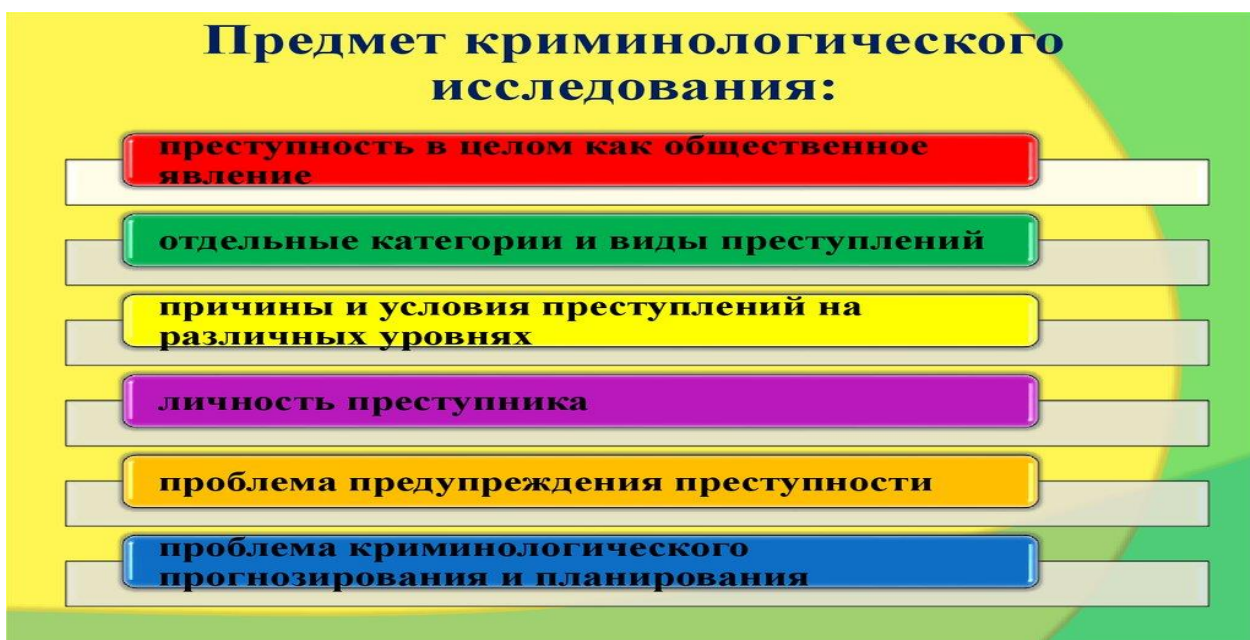 Предмет криминологического
исследования:
преступность в целом как общественное
явление
отдельные категории и виды преступлений
причины и условия преступлений на
различных уровнях
личность преступника
проблема предупреждения преступности
проблема криминологического
прогнозирования и планирования